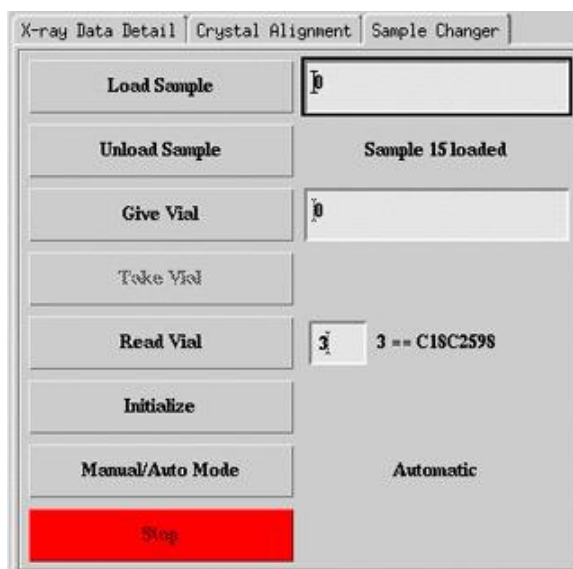 X-ray Data Detail Crystal Alignment Sample Changer
Load Sample 0
Unload Sample Sample 15 loaded
Give Vial 0
Take Vial
Read Vial 3 3 == C18C2598
Initialize
Manual/Auto Mode Automatic
Stop